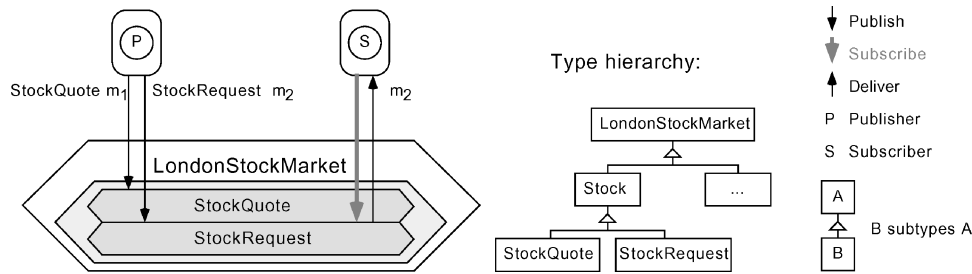 P
S
StockQuote m1
StockRequest m2
m2
LondonStockMarket
StockQuote
StockRequest
Type hierarchy:
LondonStockMarket
Stock
...
StockQuote
StockRequest
Publish
Subscribe
Deliver
P Publisher
S Subscriber
A
B subtypes A
B